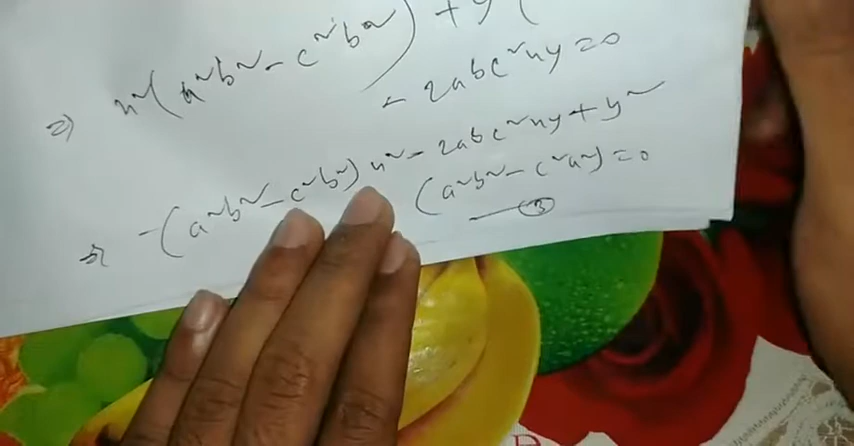 ⇒ x²(a²b² - c²b²) + y²(
- 2abc²xy = 0
⇒ -(a²b² - c²b²)x² - 2abc²xy + y²
(a²b² - c²a²) = 0
③